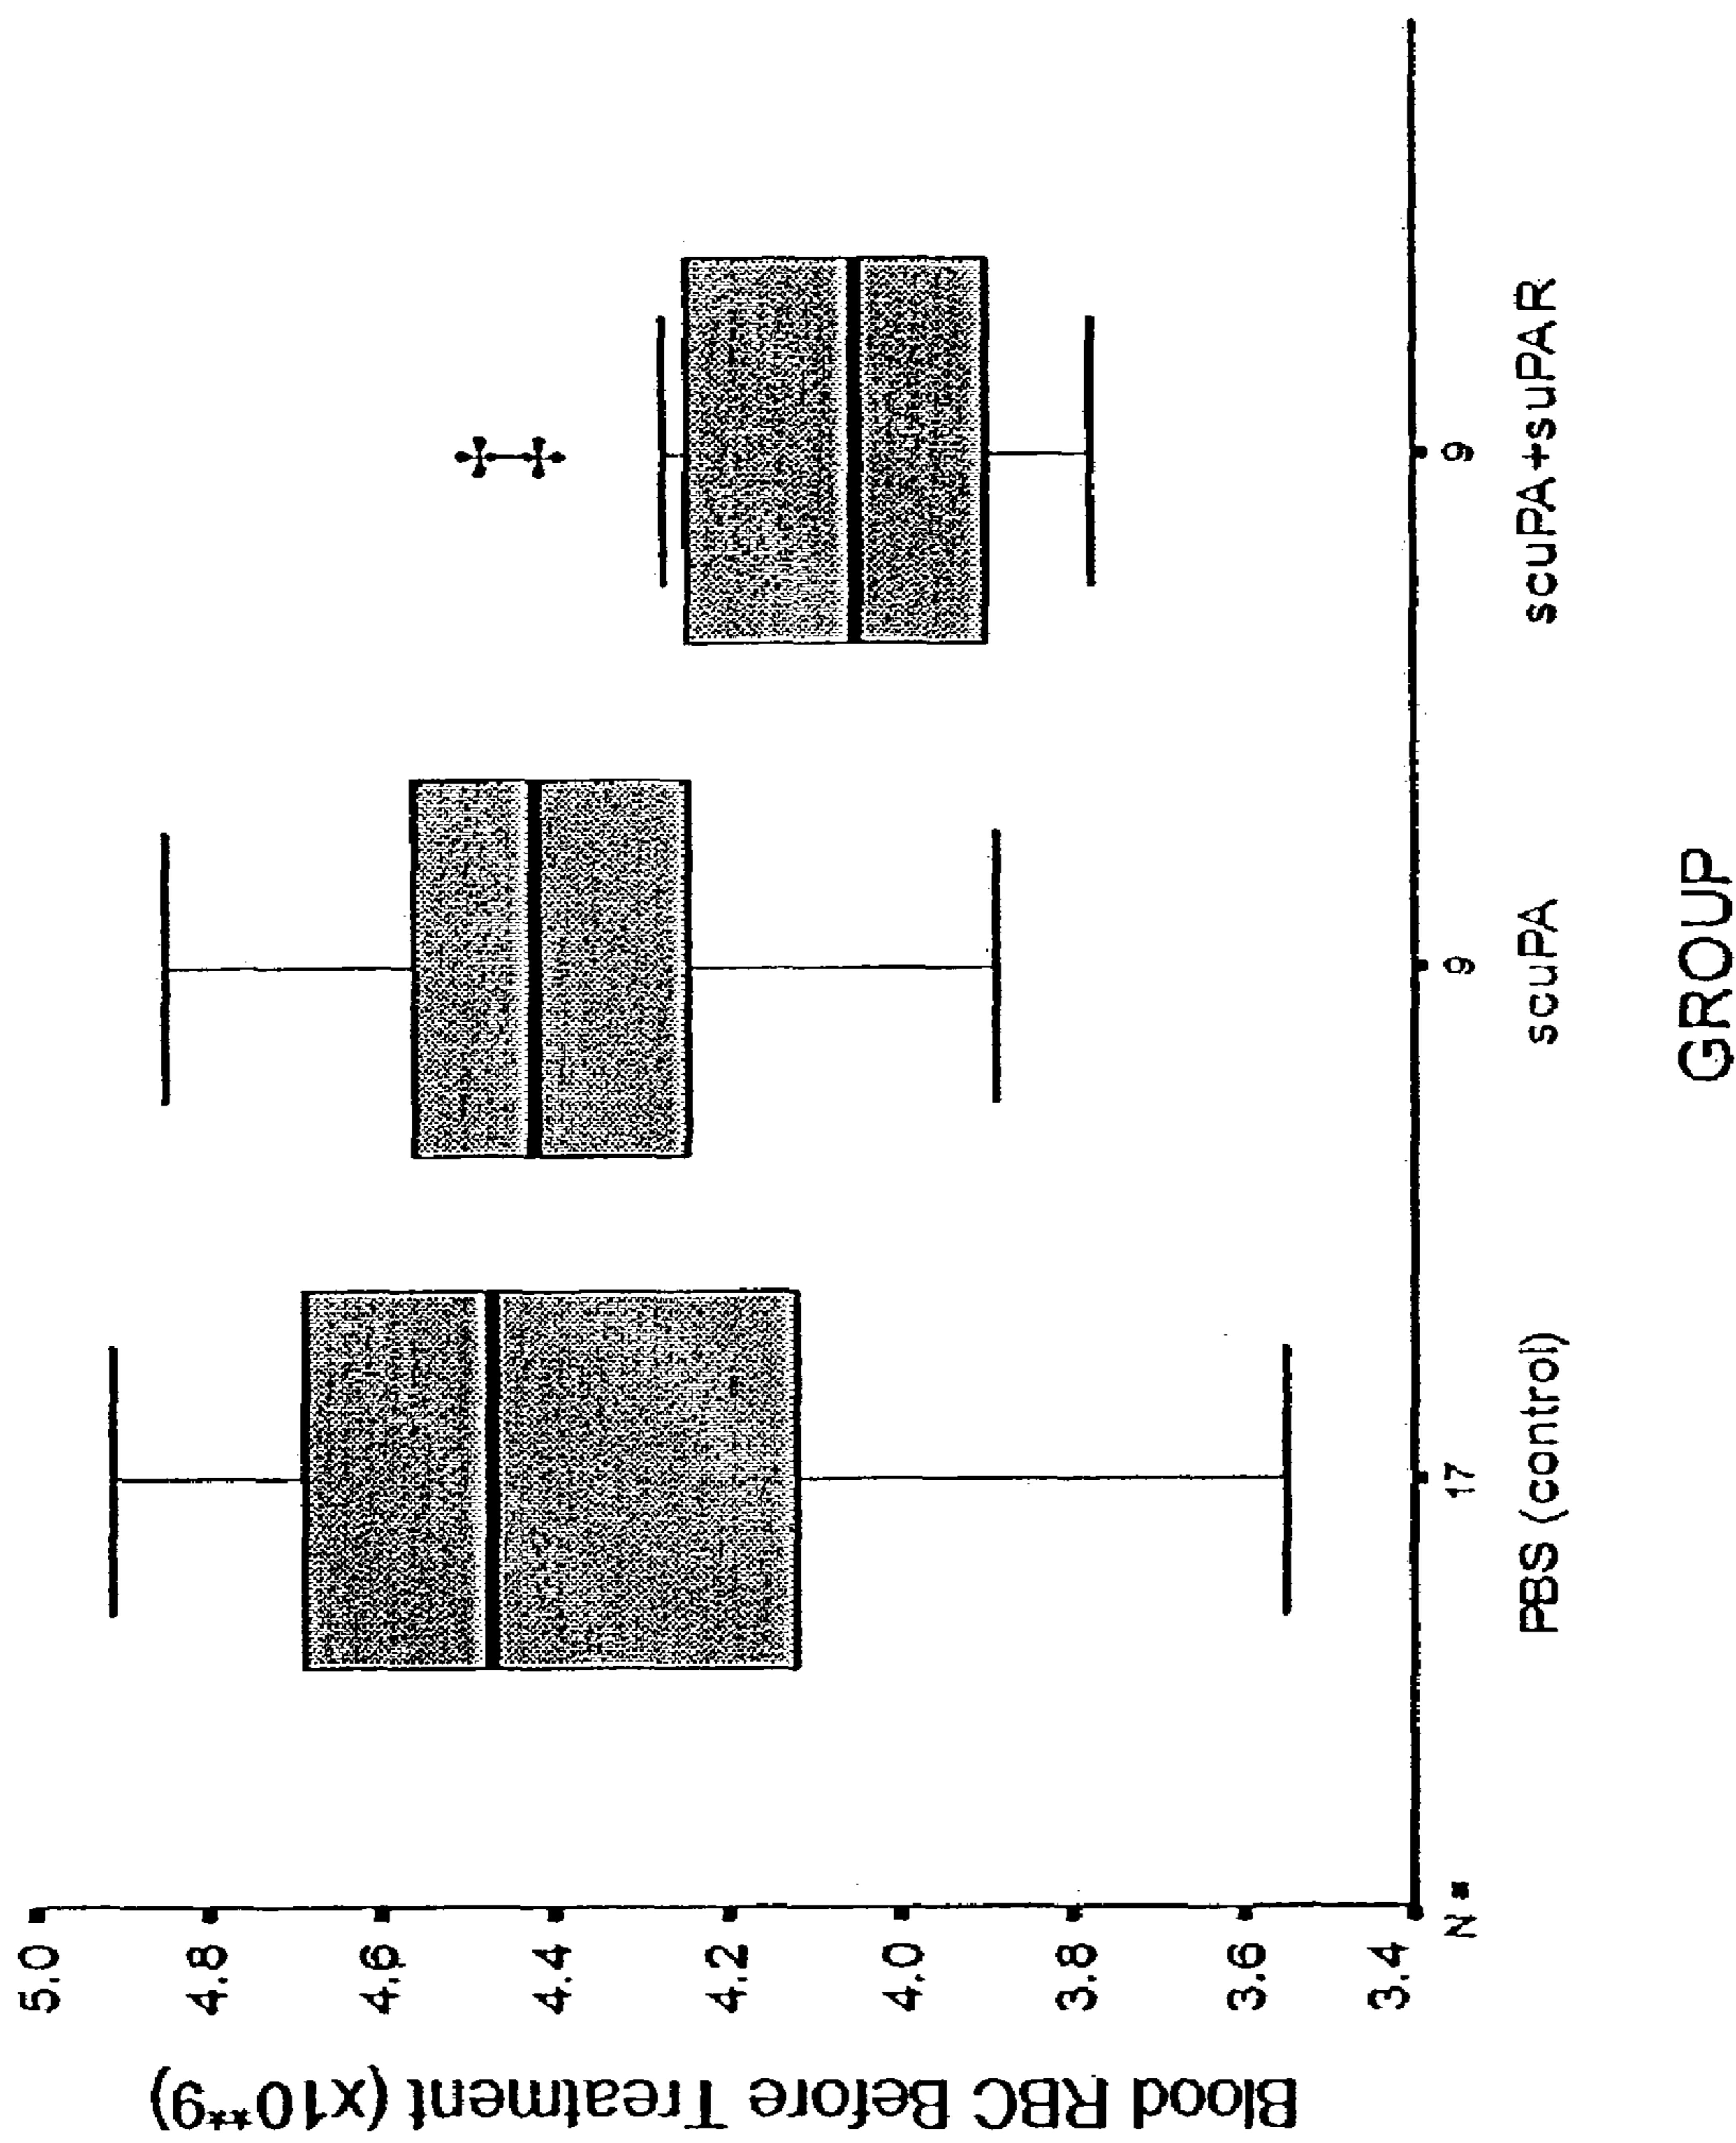 Blood RBC Before Treatment (x10**9)
5.0
4.8
4.6
4.4
4.2
4.0
3.8
3.6
3.4
N = 17 9 9
PBS (control) scuPA scuPA+suPAR
GROUP
‡